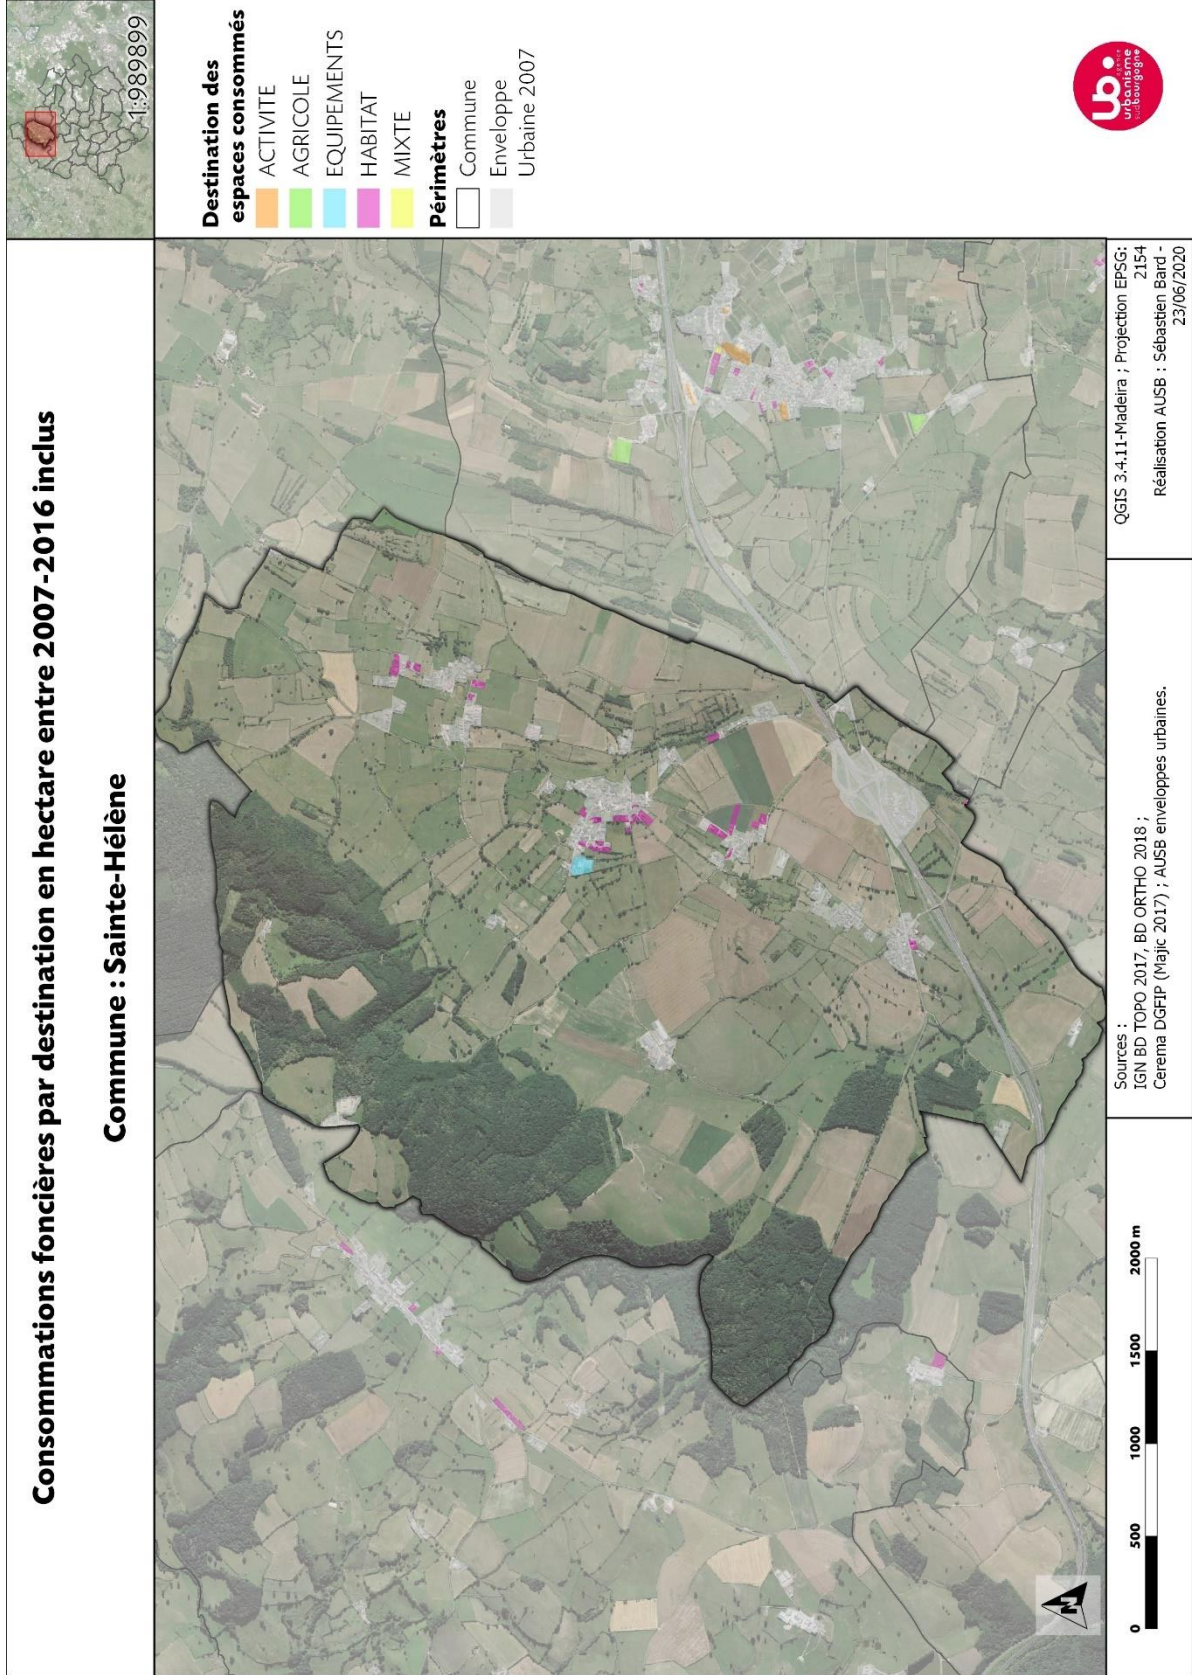 Consommations foncières par destination en hectare entre 2007-2016 inclus
Commune : Sainte-Hélène
1:989899
Destination des
espaces consommés
ACTIVITE
AGRICOLE
EQUIPEMENTS
HABITAT
MIXTE
Périmètres
Commune
Enveloppe
Urbaine 2007
N
0 500 1000 1500 2000 m
Sources :
IGN BD TOPO 2017, BD ORTHO 2018 ;
Cerema DGFIP (Majic 2017) ; AUSB enveloppes urbaines.
QGIS 3.4.11-Madeira ; Projection EPSG:
2154
Réalisation AUSB : Sébastien Bard -
23/06/2020
ub.
agence
urbanisme
sudbourgogne